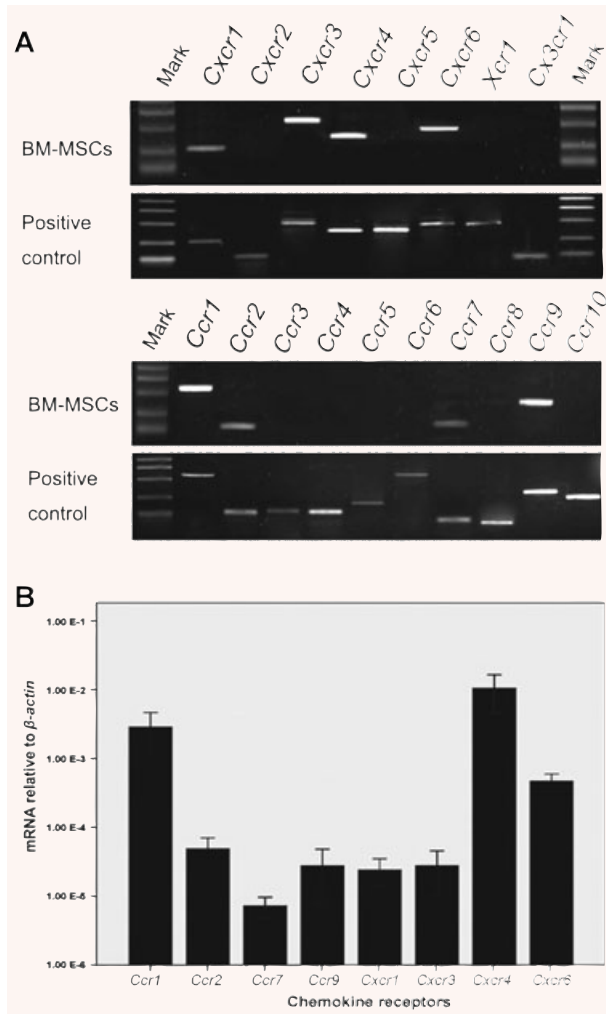 A
Mark Cxcr1 Cxcr2 Cxcr3 Cxcr4 Cxcr5 Cxcr6 Xcr1 Cx3cr1 Mark
BM-MSCs
Positive
control
Mark Ccr1 Ccr2 Ccr3 Ccr4 Ccr5 Ccr6 Ccr7 Ccr8 Ccr9 Ccr10
BM-MSCs
Positive
control
B
mRNA relative to β-actin
1.00 E-1
1.00 E-2
1.00 E-3
1.00 E-4
1.00 E-5
1.00 E-6
Ccr1 Ccr2 Ccr7 Ccr9 Cxcr1 Cxcr3 Cxcr4 Cxcr6
Chemokine receptors